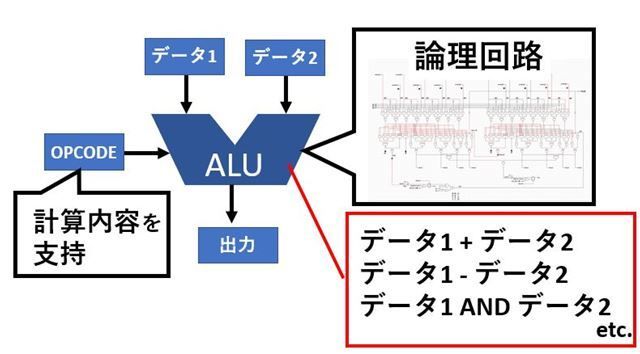 データ1
データ2
論理回路
OPCODE
ALU
計算内容を
支持
出力
データ1 + データ2
データ1 - データ2
データ1 AND データ2
etc.